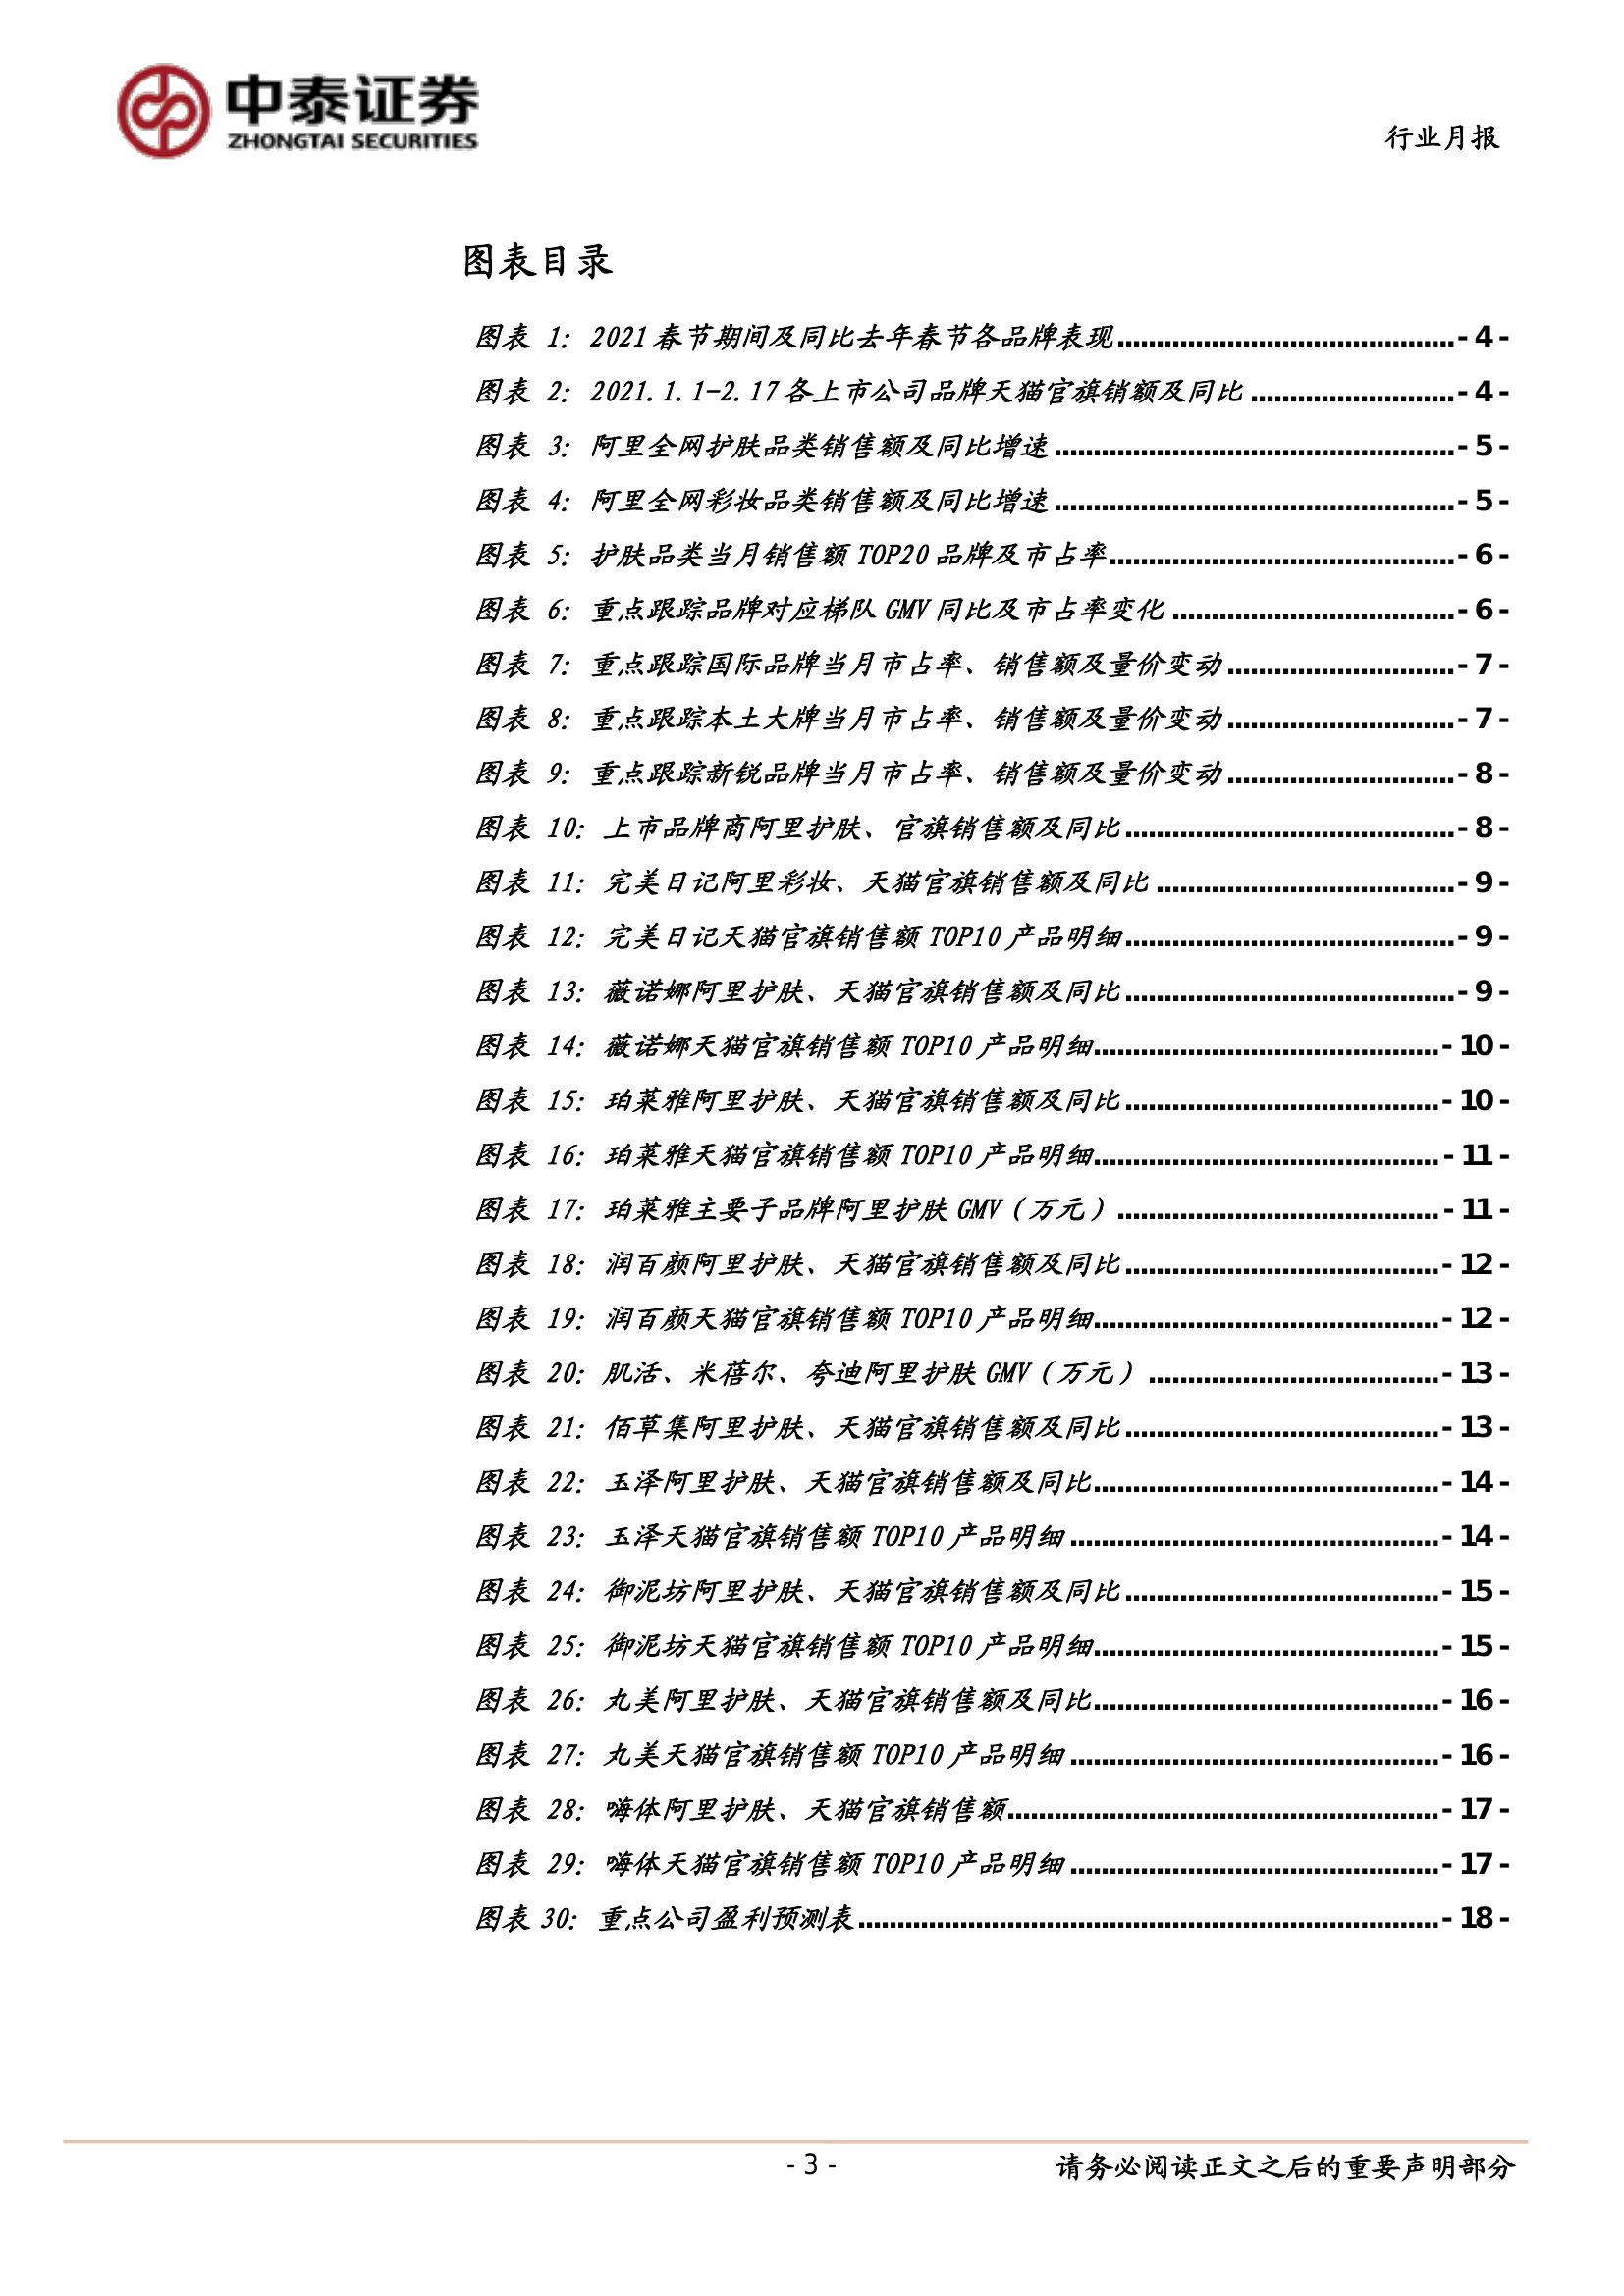 中泰证券
ZHONGTAI SECURITIES
行业月报
图表目录
图表 1：2021 春节期间及同比去年春节各品牌表现...........................................- 4 -
图表 2：2021.1.1-2.17 各上市公司品牌天猫官旗销额及同比..........................- 4 -
图表 3：阿里全网护肤品类销售额及同比增速...................................................- 5 -
图表 4：阿里全网彩妆品类销售额及同比增速...................................................- 5 -
图表 5：护肤品类当月销售额 TOP20 品牌及市占率............................................- 6 -
图表 6：重点跟踪品牌对应梯队 GMV 同比及市占率变化....................................- 6 -
图表 7：重点跟踪国际品牌当月市占率、销售额及量价变动.............................- 7 -
图表 8：重点跟踪本土大牌当月市占率、销售额及量价变动.............................- 7 -
图表 9：重点跟踪新锐品牌当月市占率、销售额及量价变动.............................- 8 -
图表 10：上市品牌商阿里护肤、官旗销售额及同比..........................................- 8 -
图表 11：完美日记阿里彩妆、天猫官旗销售额及同比......................................- 9 -
图表 12：完美日记天猫官旗销售额 TOP10 产品明细..........................................- 9 -
图表 13：薇诺娜阿里护肤、天猫官旗销售额及同比..........................................- 9 -
图表 14：薇诺娜天猫官旗销售额 TOP10 产品明细............................................- 10 -
图表 15：珀莱雅阿里护肤、天猫官旗销售额及同比........................................- 10 -
图表 16：珀莱雅天猫官旗销售额 TOP10 产品明细............................................- 11 -
图表 17：珀莱雅主要子品牌阿里护肤 GMV（万元）.........................................- 11 -
图表 18：润百颜阿里护肤、天猫官旗销售额及同比........................................- 12 -
图表 19：润百颜天猫官旗销售额 TOP10 产品明细............................................- 12 -
图表 20：肌活、米蓓尔、夸迪阿里护肤 GMV（万元）.....................................- 13 -
图表 21：佰草集阿里护肤、天猫官旗销售额及同比........................................- 13 -
图表 22：玉泽阿里护肤、天猫官旗销售额及同比............................................- 14 -
图表 23：玉泽天猫官旗销售额 TOP10 产品明细...............................................- 14 -
图表 24：御泥坊阿里护肤、天猫官旗销售额及同比........................................- 15 -
图表 25：御泥坊天猫官旗销售额 TOP10 产品明细............................................- 15 -
图表 26：丸美阿里护肤、天猫官旗销售额及同比............................................- 16 -
图表 27：丸美天猫官旗销售额 TOP10 产品明细...............................................- 16 -
图表 28：嗨体阿里护肤、天猫官旗销售额.......................................................- 17 -
图表 29：嗨体天猫官旗销售额 TOP10 产品明细...............................................- 17 -
图表 30：重点公司盈利预测表..........................................................................- 18 -
- 3 -
请务必阅读正文之后的重要声明部分